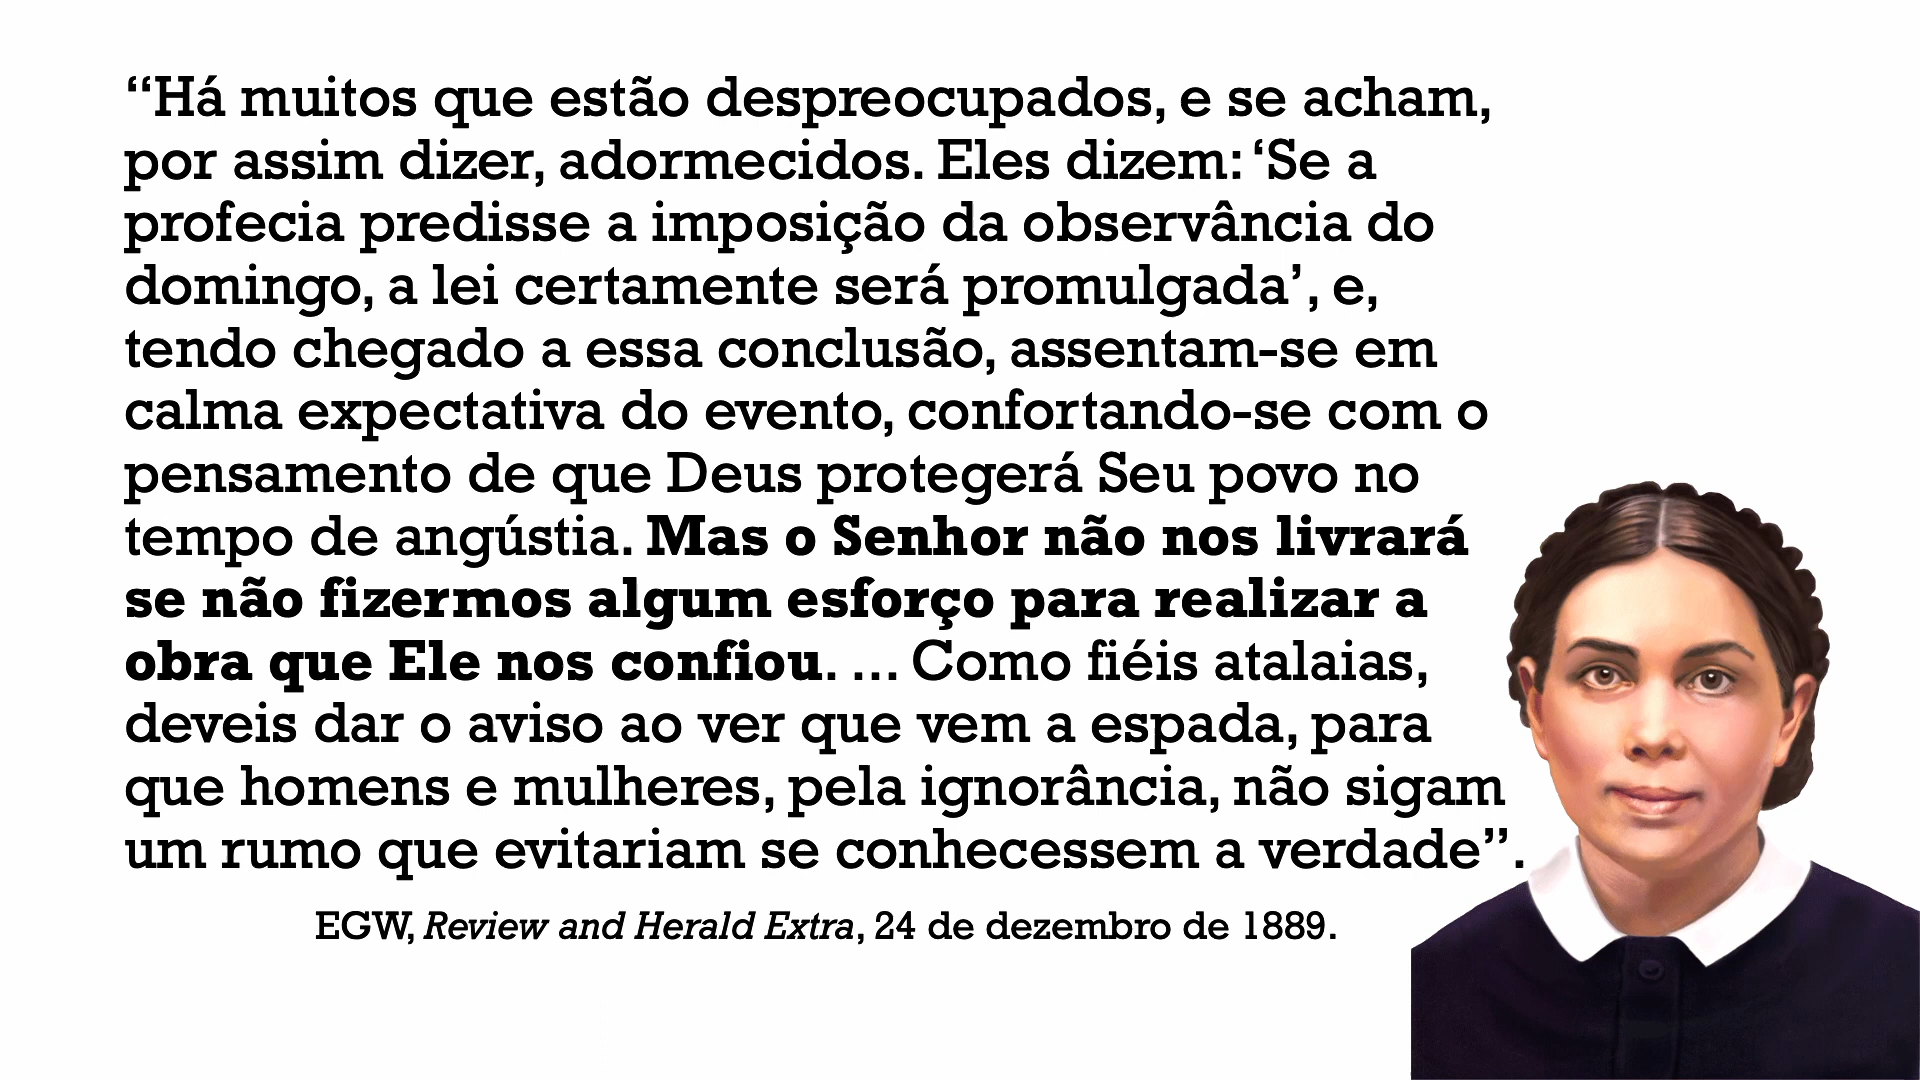 “Há muitos que estão despreocupados, e se acham,
por assim dizer, adormecidos. Eles dizem: ‘Se a
profecia predisse a imposição da observância do
domingo, a lei certamente será promulgada’, e,
tendo chegado a essa conclusão, assentam-se em
calma expectativa do evento, confortando-se com o
pensamento de que Deus protegerá Seu povo no
tempo de angústia. Mas o Senhor não nos livrará
se não fizermos algum esforço para realizar a
obra que Ele nos confiou. ... Como fiéis atalaias,
deveis dar o aviso ao ver que vem a espada, para
que homens e mulheres, pela ignorância, não sigam
um rumo que evitariam se conhecessem a verdade”.
EGW, Review and Herald Extra, 24 de dezembro de 1889.